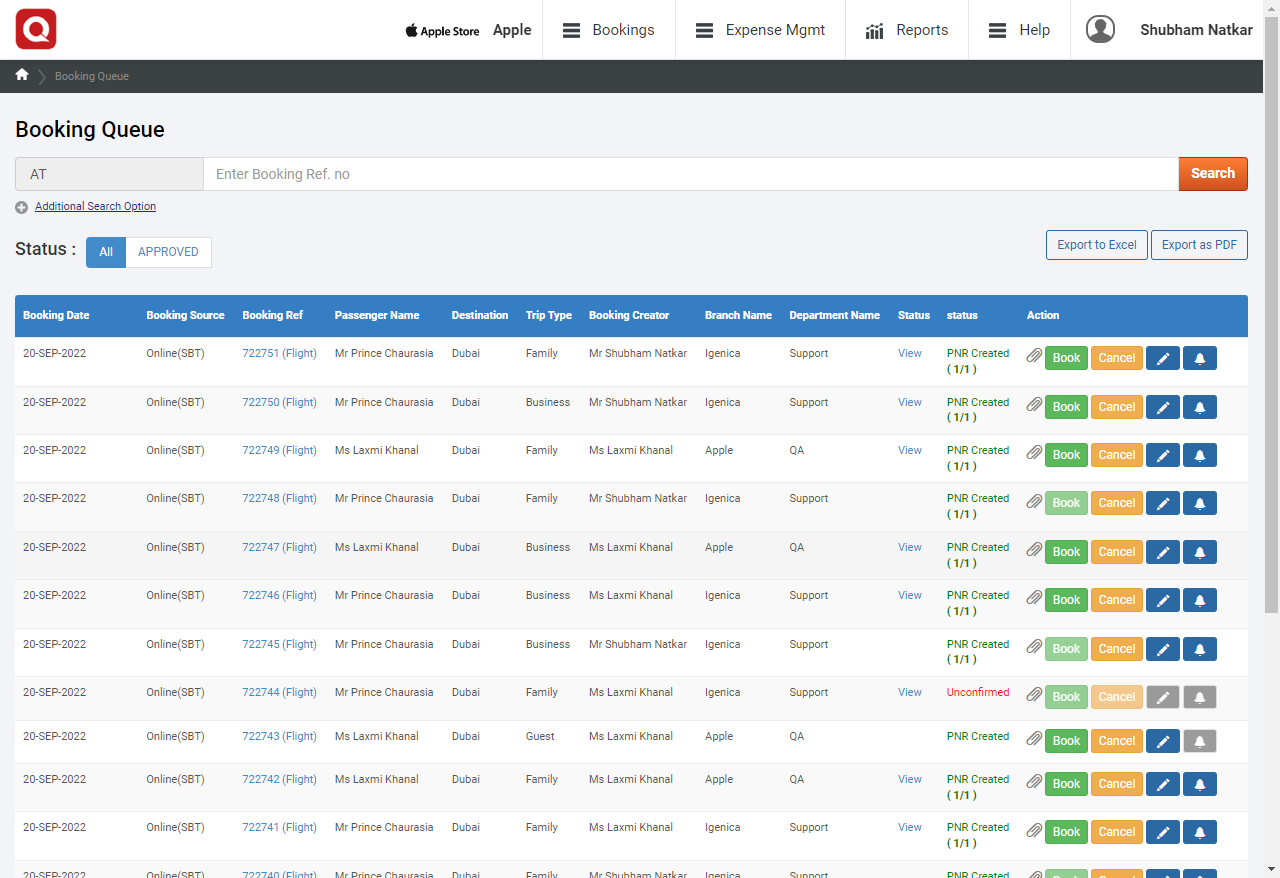 Apple Store Apple Bookings Expense Mgmt Reports Help Shubham Natkar
Booking Queue
Booking Queue
AT Enter Booking Ref. no Search
Additional Search Option
Status : All APPROVED Export to Excel Export as PDF
Booking Date Booking Source Booking Ref Passenger Name Destination Trip Type Booking Creator Branch Name Department Name Status status Action
20-SEP-2022 Online(SBT) 722751 (Flight) Mr Prince Chaurasia Dubai Family Mr Shubham Natkar Igenica Support View PNR Created Book Cancel
( 1/1 )
20-SEP-2022 Online(SBT) 722750 (Flight) Mr Prince Chaurasia Dubai Business Mr Shubham Natkar Igenica Support View PNR Created Book Cancel
( 1/1 )
20-SEP-2022 Online(SBT) 722749 (Flight) Ms Laxmi Khanal Dubai Family Ms Laxmi Khanal Apple QA View PNR Created Book Cancel
( 1/1 )
20-SEP-2022 Online(SBT) 722748 (Flight) Mr Prince Chaurasia Dubai Family Mr Shubham Natkar Igenica Support PNR Created Book Cancel
( 1/1 )
20-SEP-2022 Online(SBT) 722747 (Flight) Ms Laxmi Khanal Dubai Business Ms Laxmi Khanal Apple QA View PNR Created Book Cancel
( 1/1 )
20-SEP-2022 Online(SBT) 722746 (Flight) Mr Prince Chaurasia Dubai Business Ms Laxmi Khanal Igenica Support View PNR Created Book Cancel
( 1/1 )
20-SEP-2022 Online(SBT) 722745 (Flight) Mr Prince Chaurasia Dubai Business Mr Shubham Natkar Igenica Support PNR Created Book Cancel
( 1/1 )
20-SEP-2022 Online(SBT) 722744 (Flight) Mr Prince Chaurasia Dubai Family Ms Laxmi Khanal Igenica Support View Unconfirmed Book Cancel
20-SEP-2022 Online(SBT) 722743 (Flight) Ms Laxmi Khanal Dubai Guest Ms Laxmi Khanal Apple QA PNR Created Book Cancel
20-SEP-2022 Online(SBT) 722742 (Flight) Ms Laxmi Khanal Dubai Family Ms Laxmi Khanal Apple QA View PNR Created Book Cancel
( 1/1 )
20-SEP-2022 Online(SBT) 722741 (Flight) Mr Prince Chaurasia Dubai Family Ms Laxmi Khanal Igenica Support View PNR Created Book Cancel
( 1/1 )
20-SEP-2022 Online(SBT) 722740 (Flight) Mr Prince Chaurasia Dubai Family Ms Laxmi Khanal Igenica Support View PNR Created Book Cancel